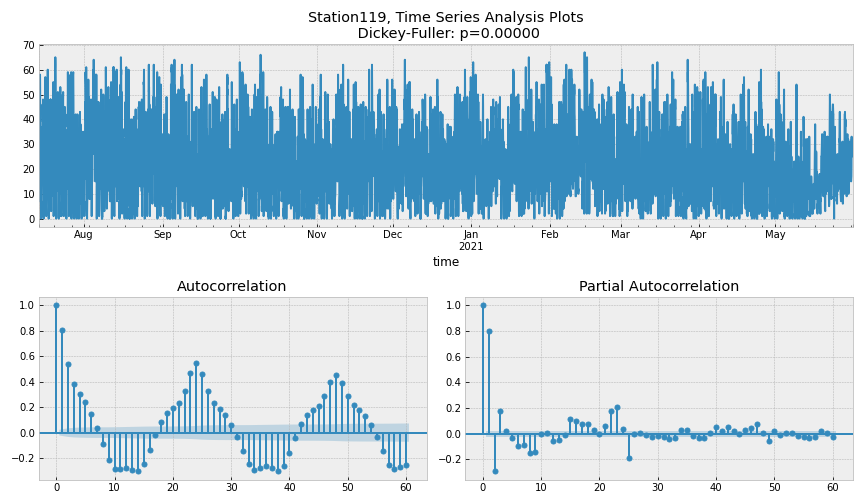 Station119, Time Series Analysis Plots
Dickey-Fuller: p=0.00000
70
60
50
40
30
20
10
0
Aug Sep Oct Nov Dec Jan Feb Mar Apr May
2021
time
Autocorrelation Partial Autocorrelation
1.0 1.0
0.8 0.8
0.6 0.6
0.4 0.4
0.2 0.2
0.0 0.0
−0.2 −0.2
0 10 20 30 40 50 60 0 10 20 30 40 50 60